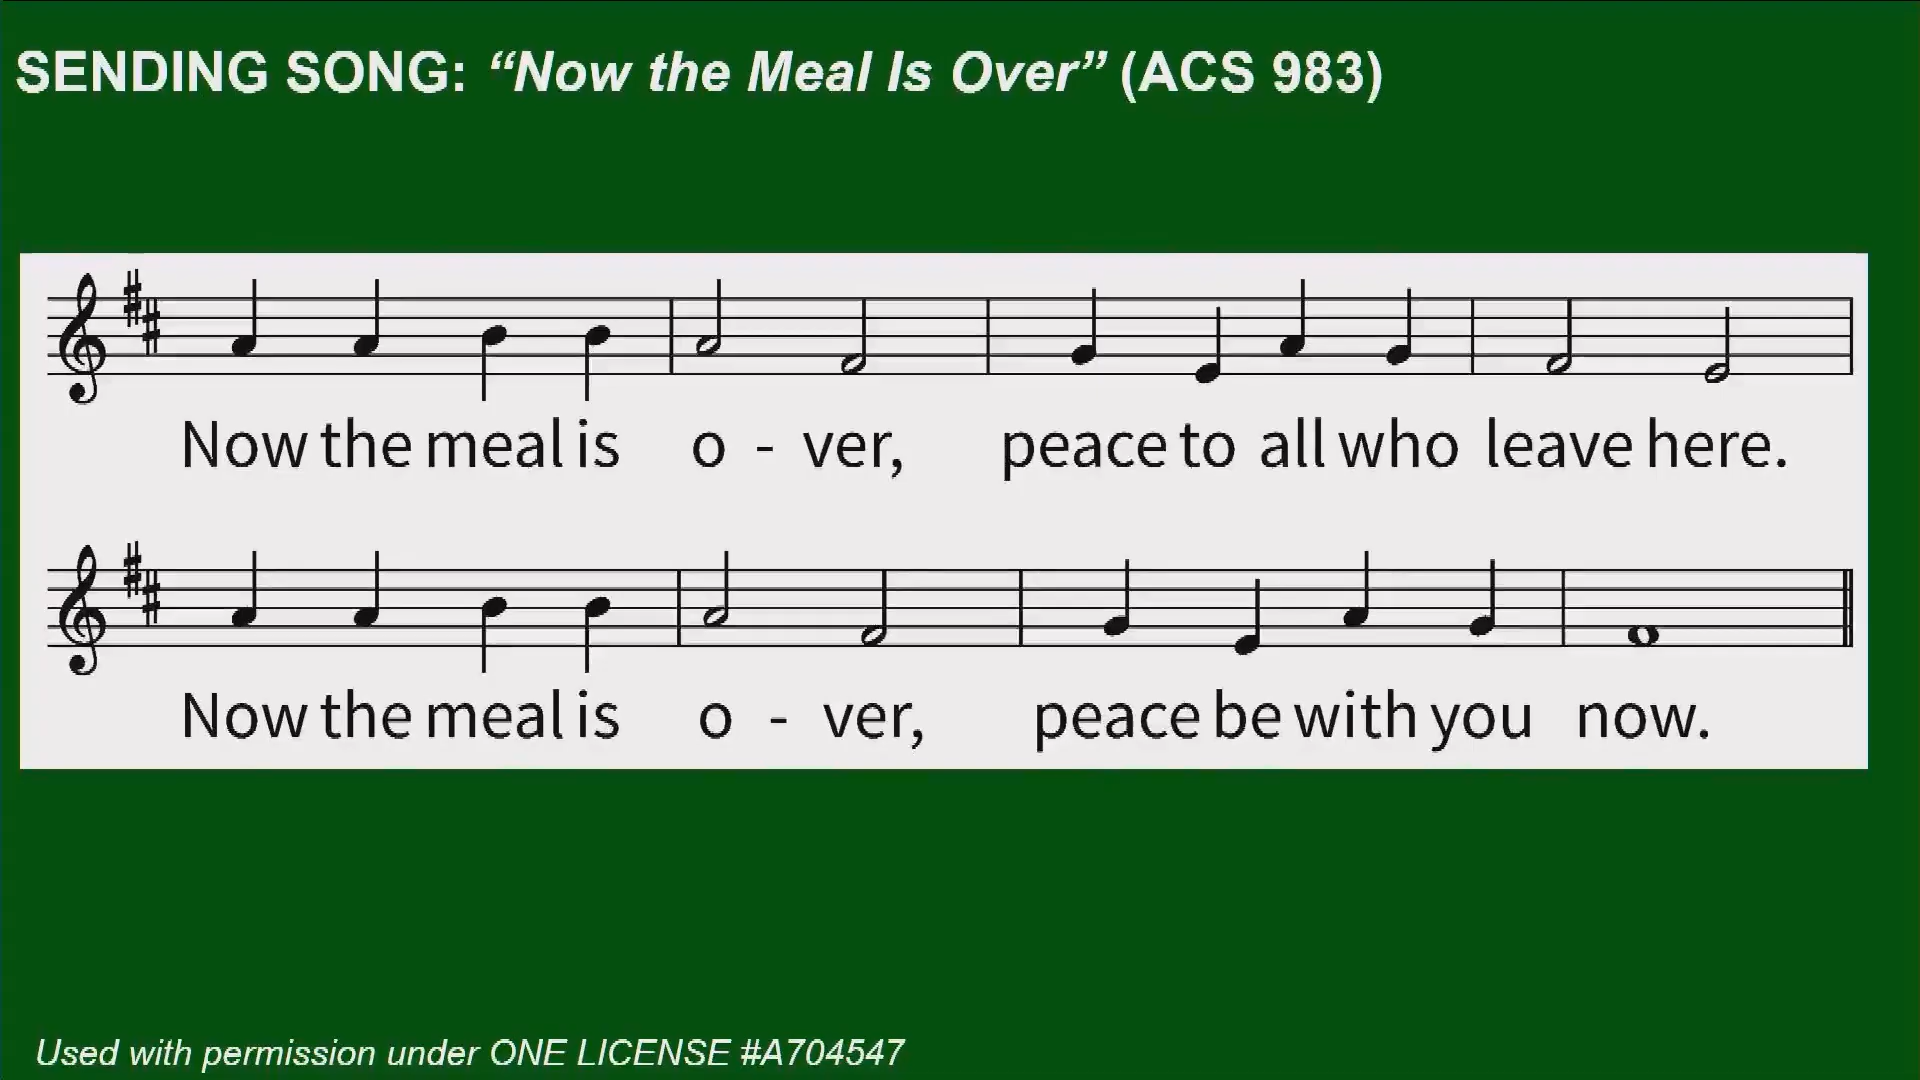 SENDING SONG: “Now the Meal Is Over” (ACS 983)
Now the meal is o - ver, peace to all who leave here.
Now the meal is o - ver, peace be with you now.
Used with permission under ONE LICENSE #A704547